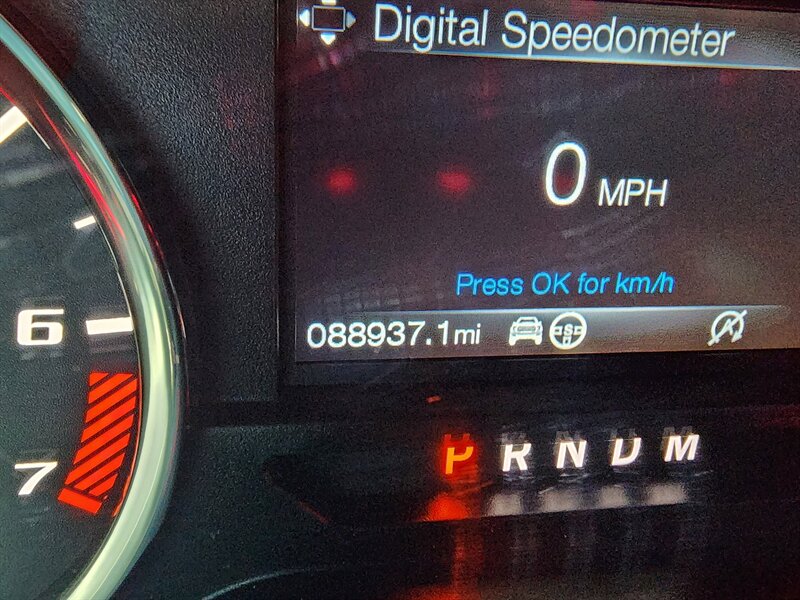 Digital Speedometer
0 MPH
Press OK for km/h
088937.1mi S A
6
7
P R N D M